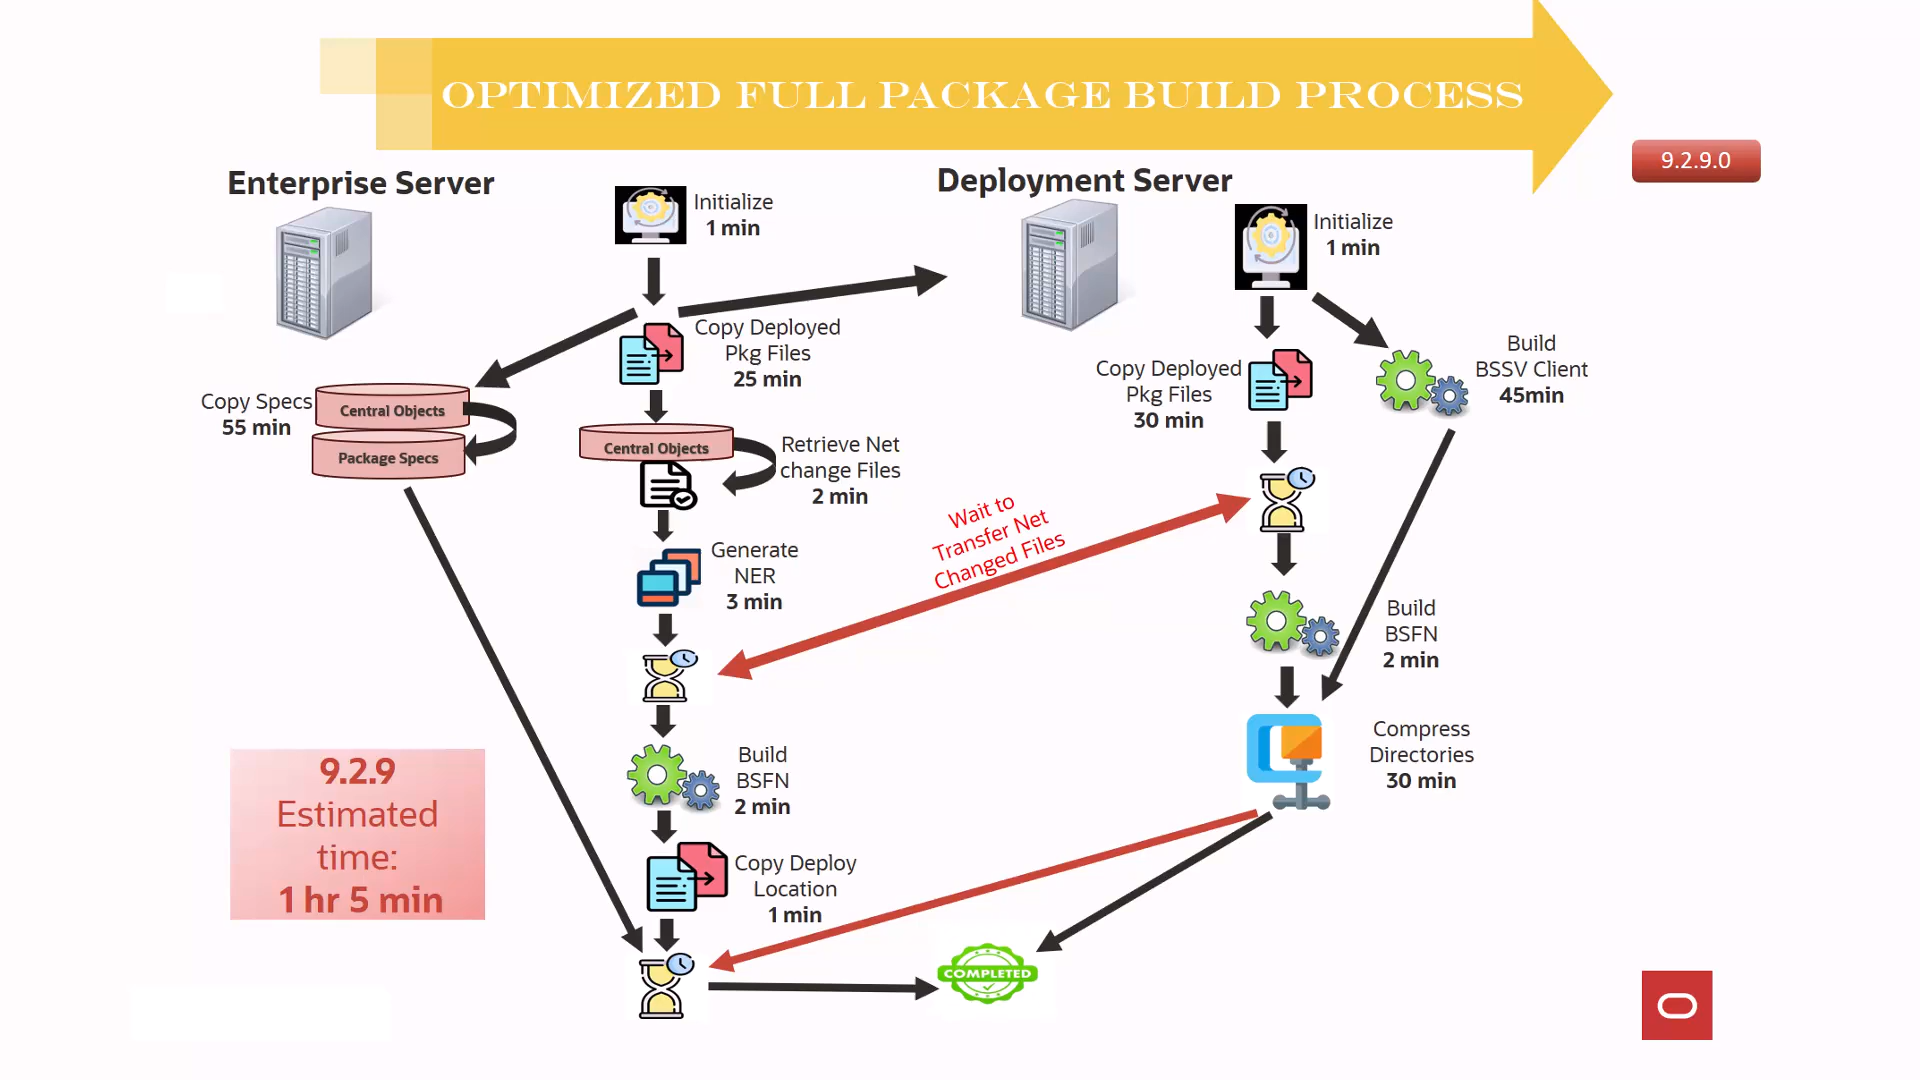 OPTIMIZED FULL PACKAGE BUILD PROCESS
9.2.9.0
Enterprise Server
Initialize
1 min
Copy Specs
55 min
Central Objects
Package Specs
Copy Deployed
Pkg Files
25 min
Central Objects
Retrieve Net
change Files
2 min
Generate
NER
3 min
Wait to
Transfer Net
Changed Files
Build
BSFN
2 min
Copy Deploy
Location
1 min
Deployment Server
Initialize
1 min
Copy Deployed
Pkg Files
30 min
Build
BSSV Client
45min
Build
BSFN
2 min
Compress
Directories
30 min
COMPLETED
9.2.9
Estimated
time:
1 hr 5 min